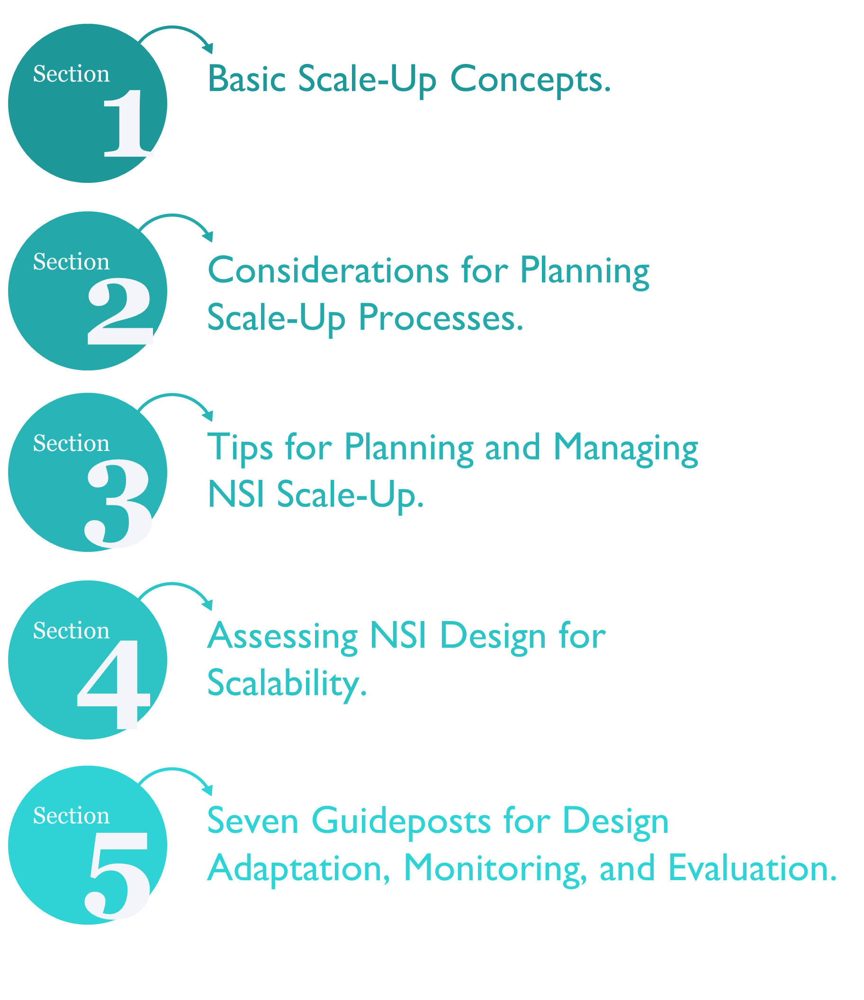 Section
1
Basic Scale-Up Concepts.
Section
2
Considerations for Planning
Scale-Up Processes.
Section
3
Tips for Planning and Managing
NSI Scale-Up.
Section
4
Assessing NSI Design for
Scalability.
Section
5
Seven Guideposts for Design
Adaptation, Monitoring, and Evaluation.